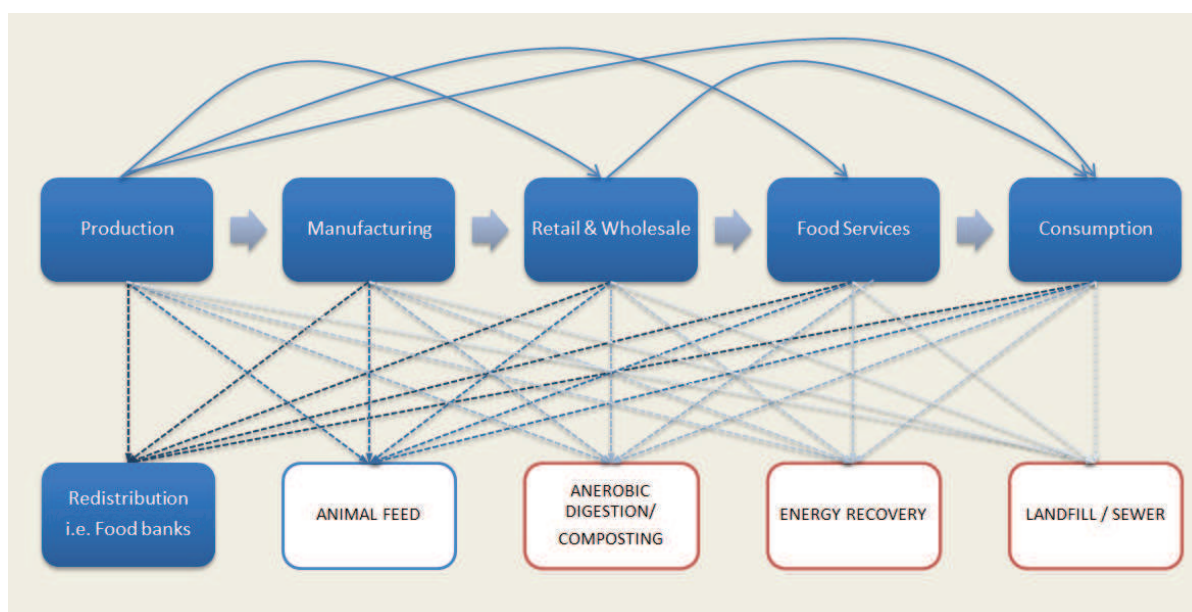 Production
Manufacturing
Retail & Wholesale
Food Services
Consumption
Redistribution
i.e. Food banks
ANIMAL FEED
ANEROBIC
DIGESTION/
COMPOSTING
ENERGY RECOVERY
LANDFILL / SEWER